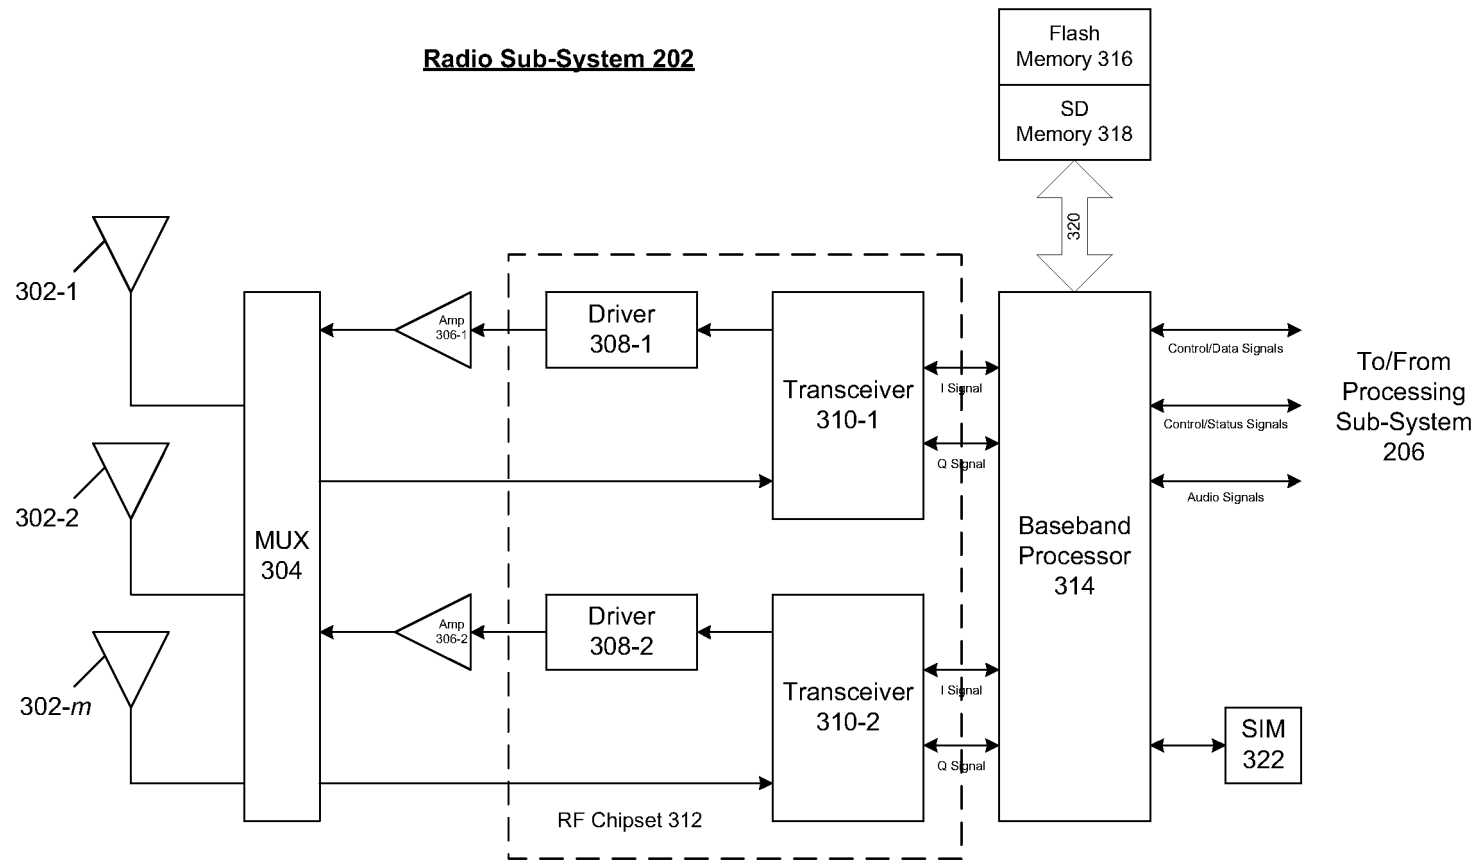 Radio Sub-System 202
Flash
Memory 316
SD
Memory 318
320
302-1
302-2
302-m
MUX
304
Amp
306-1
Driver
308-1
Transceiver
310-1
I Signal
Q Signal
Amp
306-2
Driver
308-2
Transceiver
310-2
I Signal
Q Signal
RF Chipset 312
Baseband
Processor
314
Control/Data Signals
Control/Status Signals
Audio Signals
To/From
Processing
Sub-System
206
SIM
322